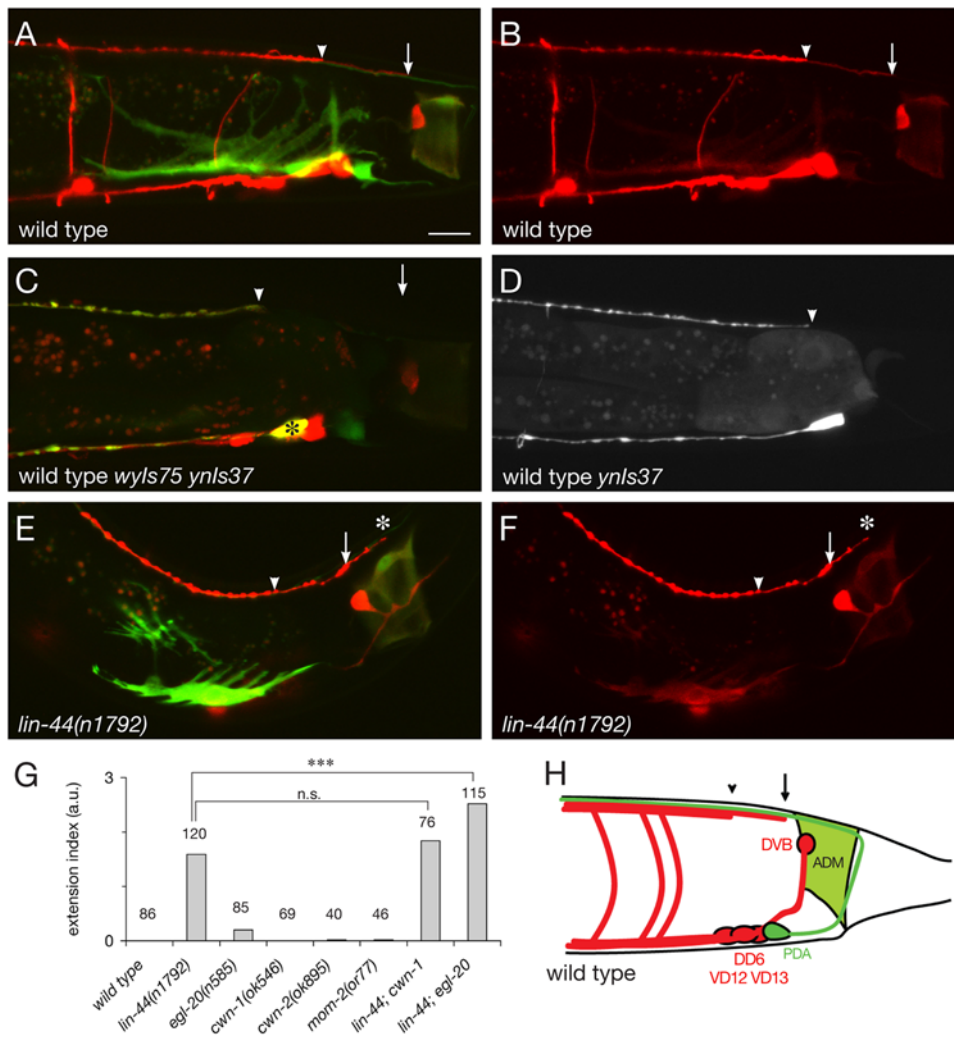 A
wild type
B
wild type
C
*
wild type wyIs75 ynIs37
D
wild type ynIs37
E
*
lin-44(n1792)
F
*
lin-44(n1792)
G
extension index (a.u.)
3
0
***
n.s.
86
120
85
69
40
46
76
115
wild type
lin-44(n1792)
egl-20(n585)
cwn-1(ok546)
cwn-2(ok895)
mom-2(or77)
lin-44; cwn-1
lin-44; egl-20
H
DVB
ADM
PDA
DD6
VD12 VD13
wild type